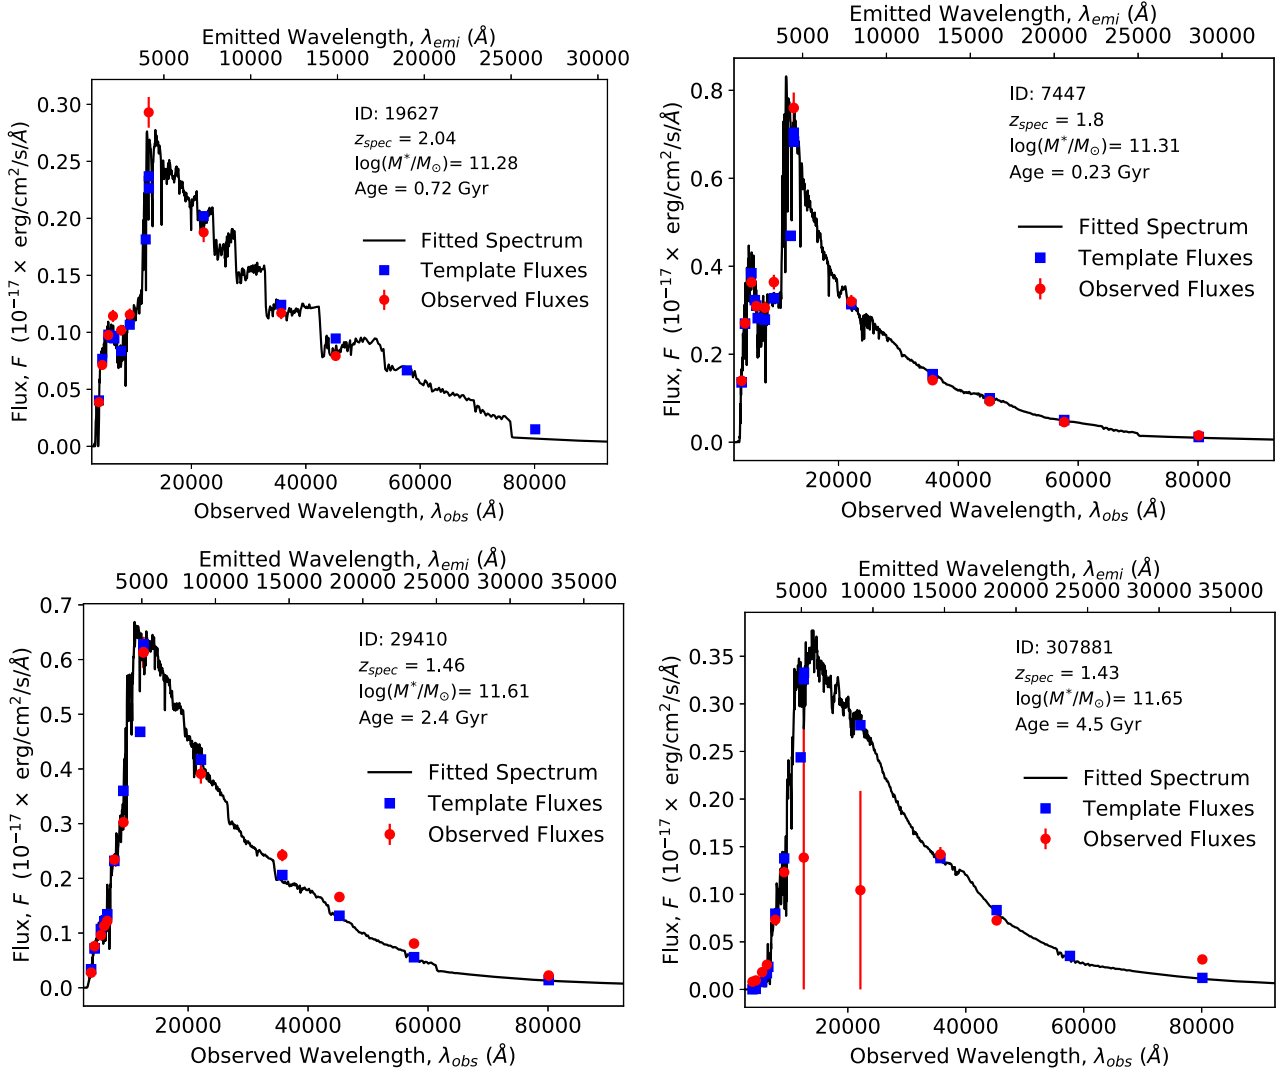 Emitted Wavelength, λemi (Å)
5000 10000 15000 20000 25000 30000
0.30
0.25
0.20
0.15
0.10
0.05
0.00
Flux, F (10⁻¹⁷ × erg/cm²/s/Å)
ID: 19627
zspec = 2.04
log(M*/M⊙)= 11.28
Age = 0.72 Gyr
Fitted Spectrum
Template Fluxes
Observed Fluxes
20000 40000 60000 80000
Observed Wavelength, λobs (Å)
Emitted Wavelength, λemi (Å)
5000 10000 15000 20000 25000 30000
0.8
0.6
0.4
0.2
0.0
Flux, F (10⁻¹⁷ × erg/cm²/s/Å)
ID: 7447
zspec = 1.8
log(M*/M⊙)= 11.31
Age = 0.23 Gyr
Fitted Spectrum
Template Fluxes
Observed Fluxes
20000 40000 60000 80000
Observed Wavelength, λobs (Å)
Emitted Wavelength, λemi (Å)
5000 10000 15000 20000 25000 30000 35000
0.7
0.6
0.5
0.4
0.3
0.2
0.1
0.0
Flux, F (10⁻¹⁷ × erg/cm²/s/Å)
ID: 29410
zspec = 1.46
log(M*/M⊙)= 11.61
Age = 2.4 Gyr
Fitted Spectrum
Template Fluxes
Observed Fluxes
20000 40000 60000 80000
Observed Wavelength, λobs (Å)
Emitted Wavelength, λemi (Å)
5000 10000 15000 20000 25000 30000 35000
0.35
0.30
0.25
0.20
0.15
0.10
0.05
0.00
Flux, F (10⁻¹⁷ × erg/cm²/s/Å)
ID: 307881
zspec = 1.43
log(M*/M⊙)= 11.65
Age = 4.5 Gyr
Fitted Spectrum
Template Fluxes
Observed Fluxes
20000 40000 60000 80000
Observed Wavelength, λobs (Å)